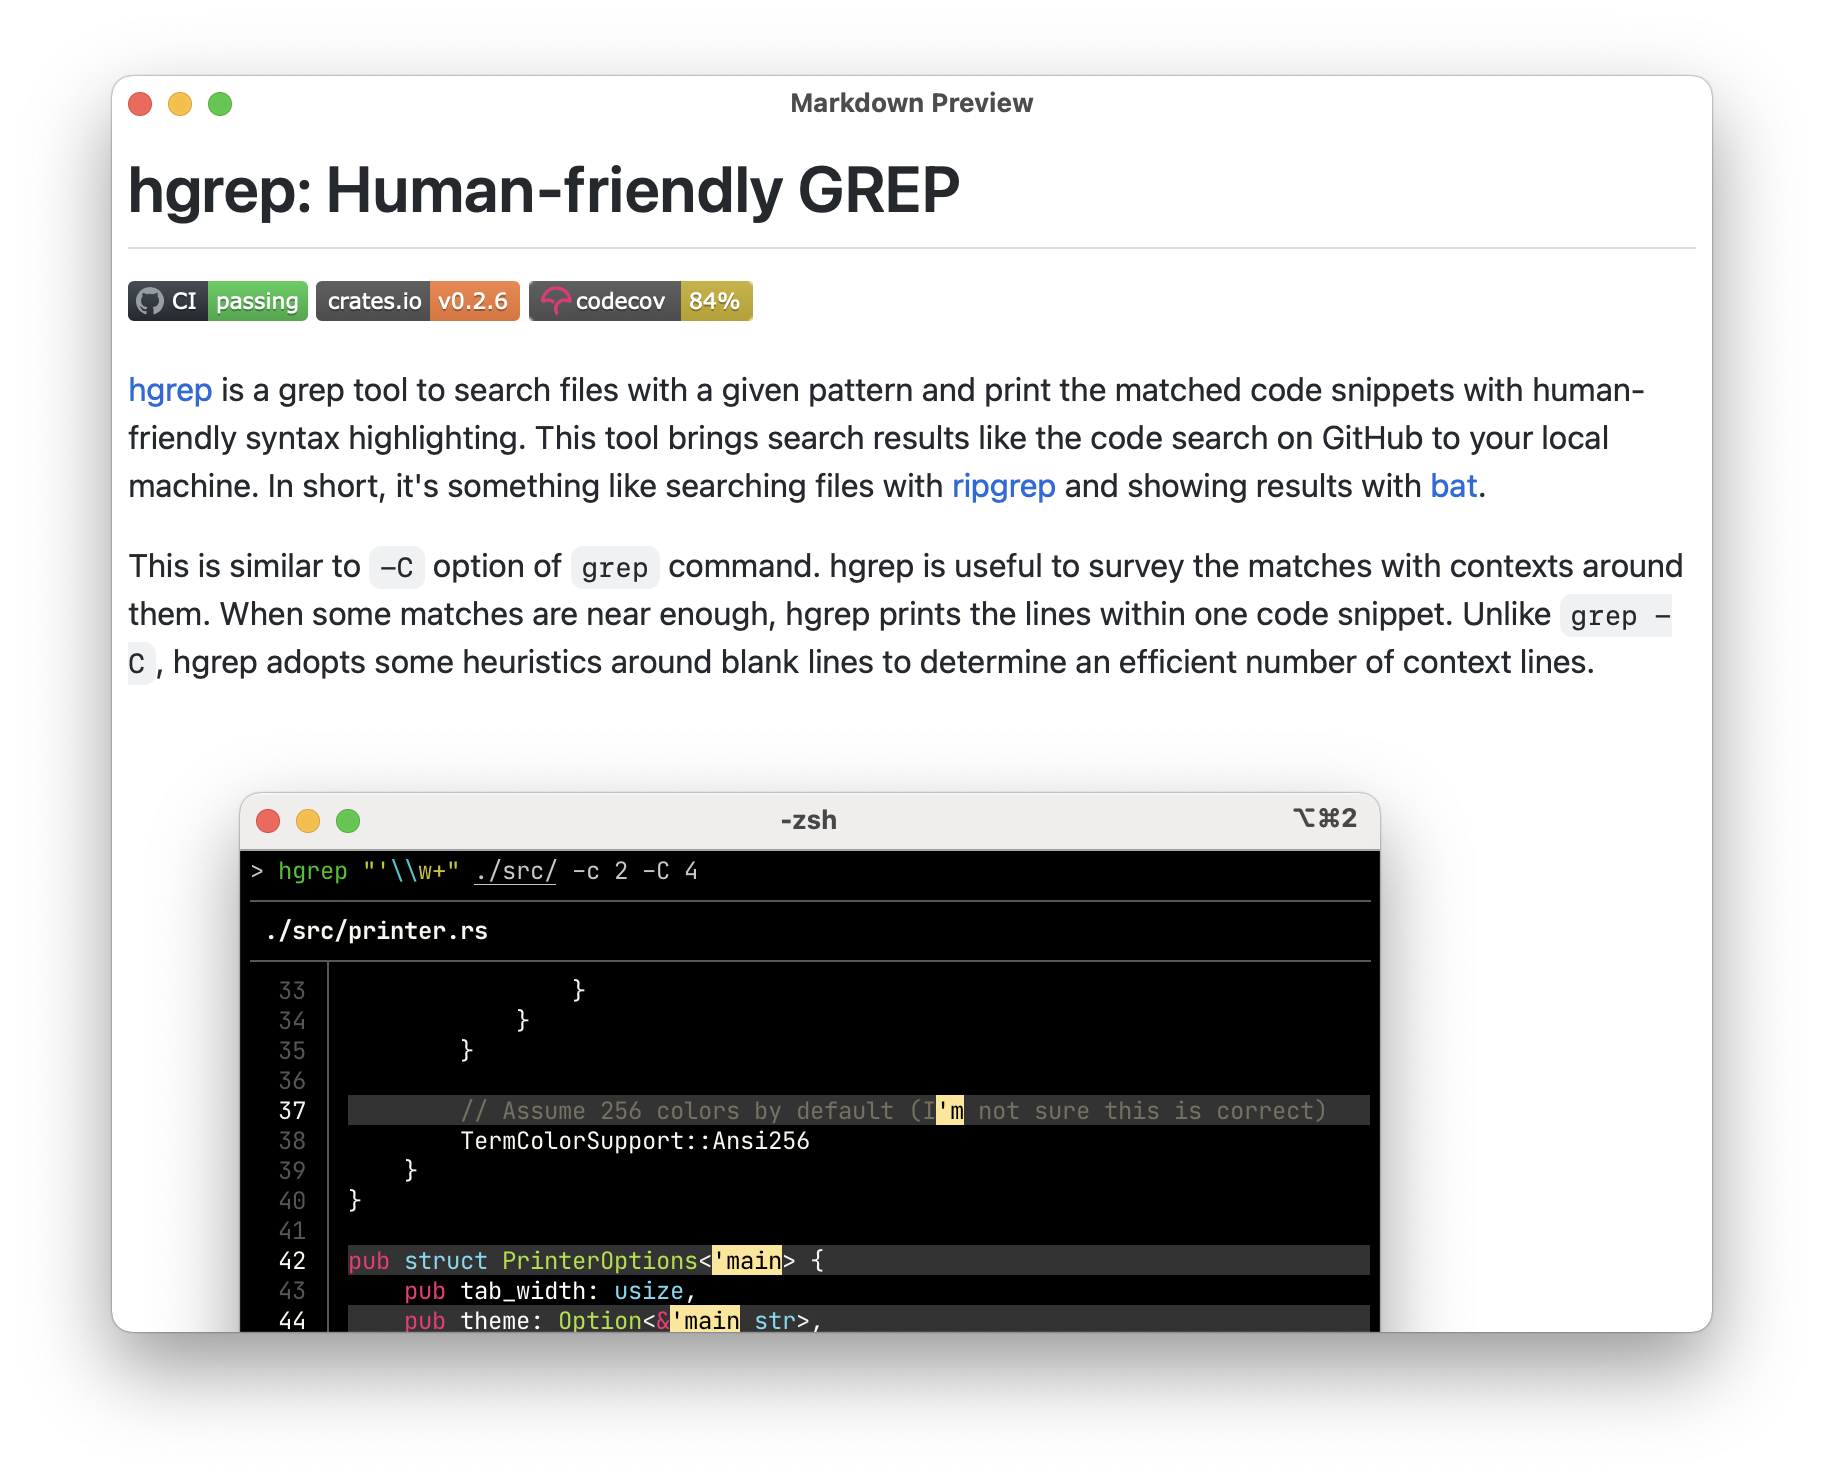 Markdown Preview
hgrep: Human-friendly GREP
CI passing crates.io v0.2.6 codecov 84%
hgrep is a grep tool to search files with a given pattern and print the matched code snippets with human-
friendly syntax highlighting. This tool brings search results like the code search on GitHub to your local
machine. In short, it's something like searching files with ripgrep and showing results with bat.
This is similar to -C option of grep command. hgrep is useful to survey the matches with contexts around
them. When some matches are near enough, hgrep prints the lines within one code snippet. Unlike grep -
C, hgrep adopts some heuristics around blank lines to determine an efficient number of context lines.
-zsh ⌥⌘2
> hgrep "'\\w+" ./src/ -c 2 -C 4
./src/printer.rs
33 }
34 }
35 }
36
37 // Assume 256 colors by default (I'm not sure this is correct)
38 TermColorSupport::Ansi256
39 }
40 }
41
42 pub struct PrinterOptions<'main> {
43 pub tab_width: usize,
44 pub theme: Option<&'main str>,